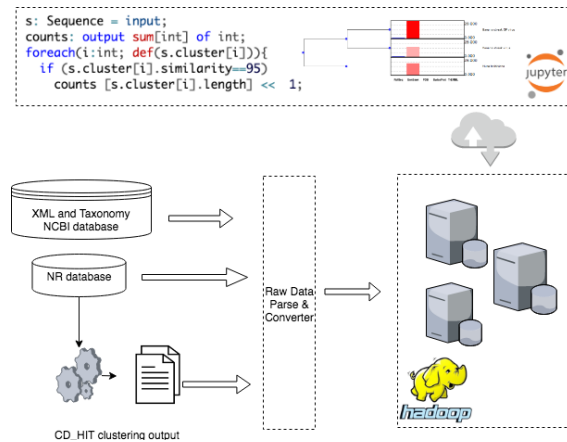 s: Sequence = input;
counts: output sum[int] of int;
foreach(i:int; def(s.cluster[i])){
if (s.cluster[i].similarity==95)
counts [s.cluster[i].length] << 1;
jupyter
XML and Taxonomy
NCBI database
NR database
Raw Data
Parse &
Converter
CD_HIT clustering output
hadoop